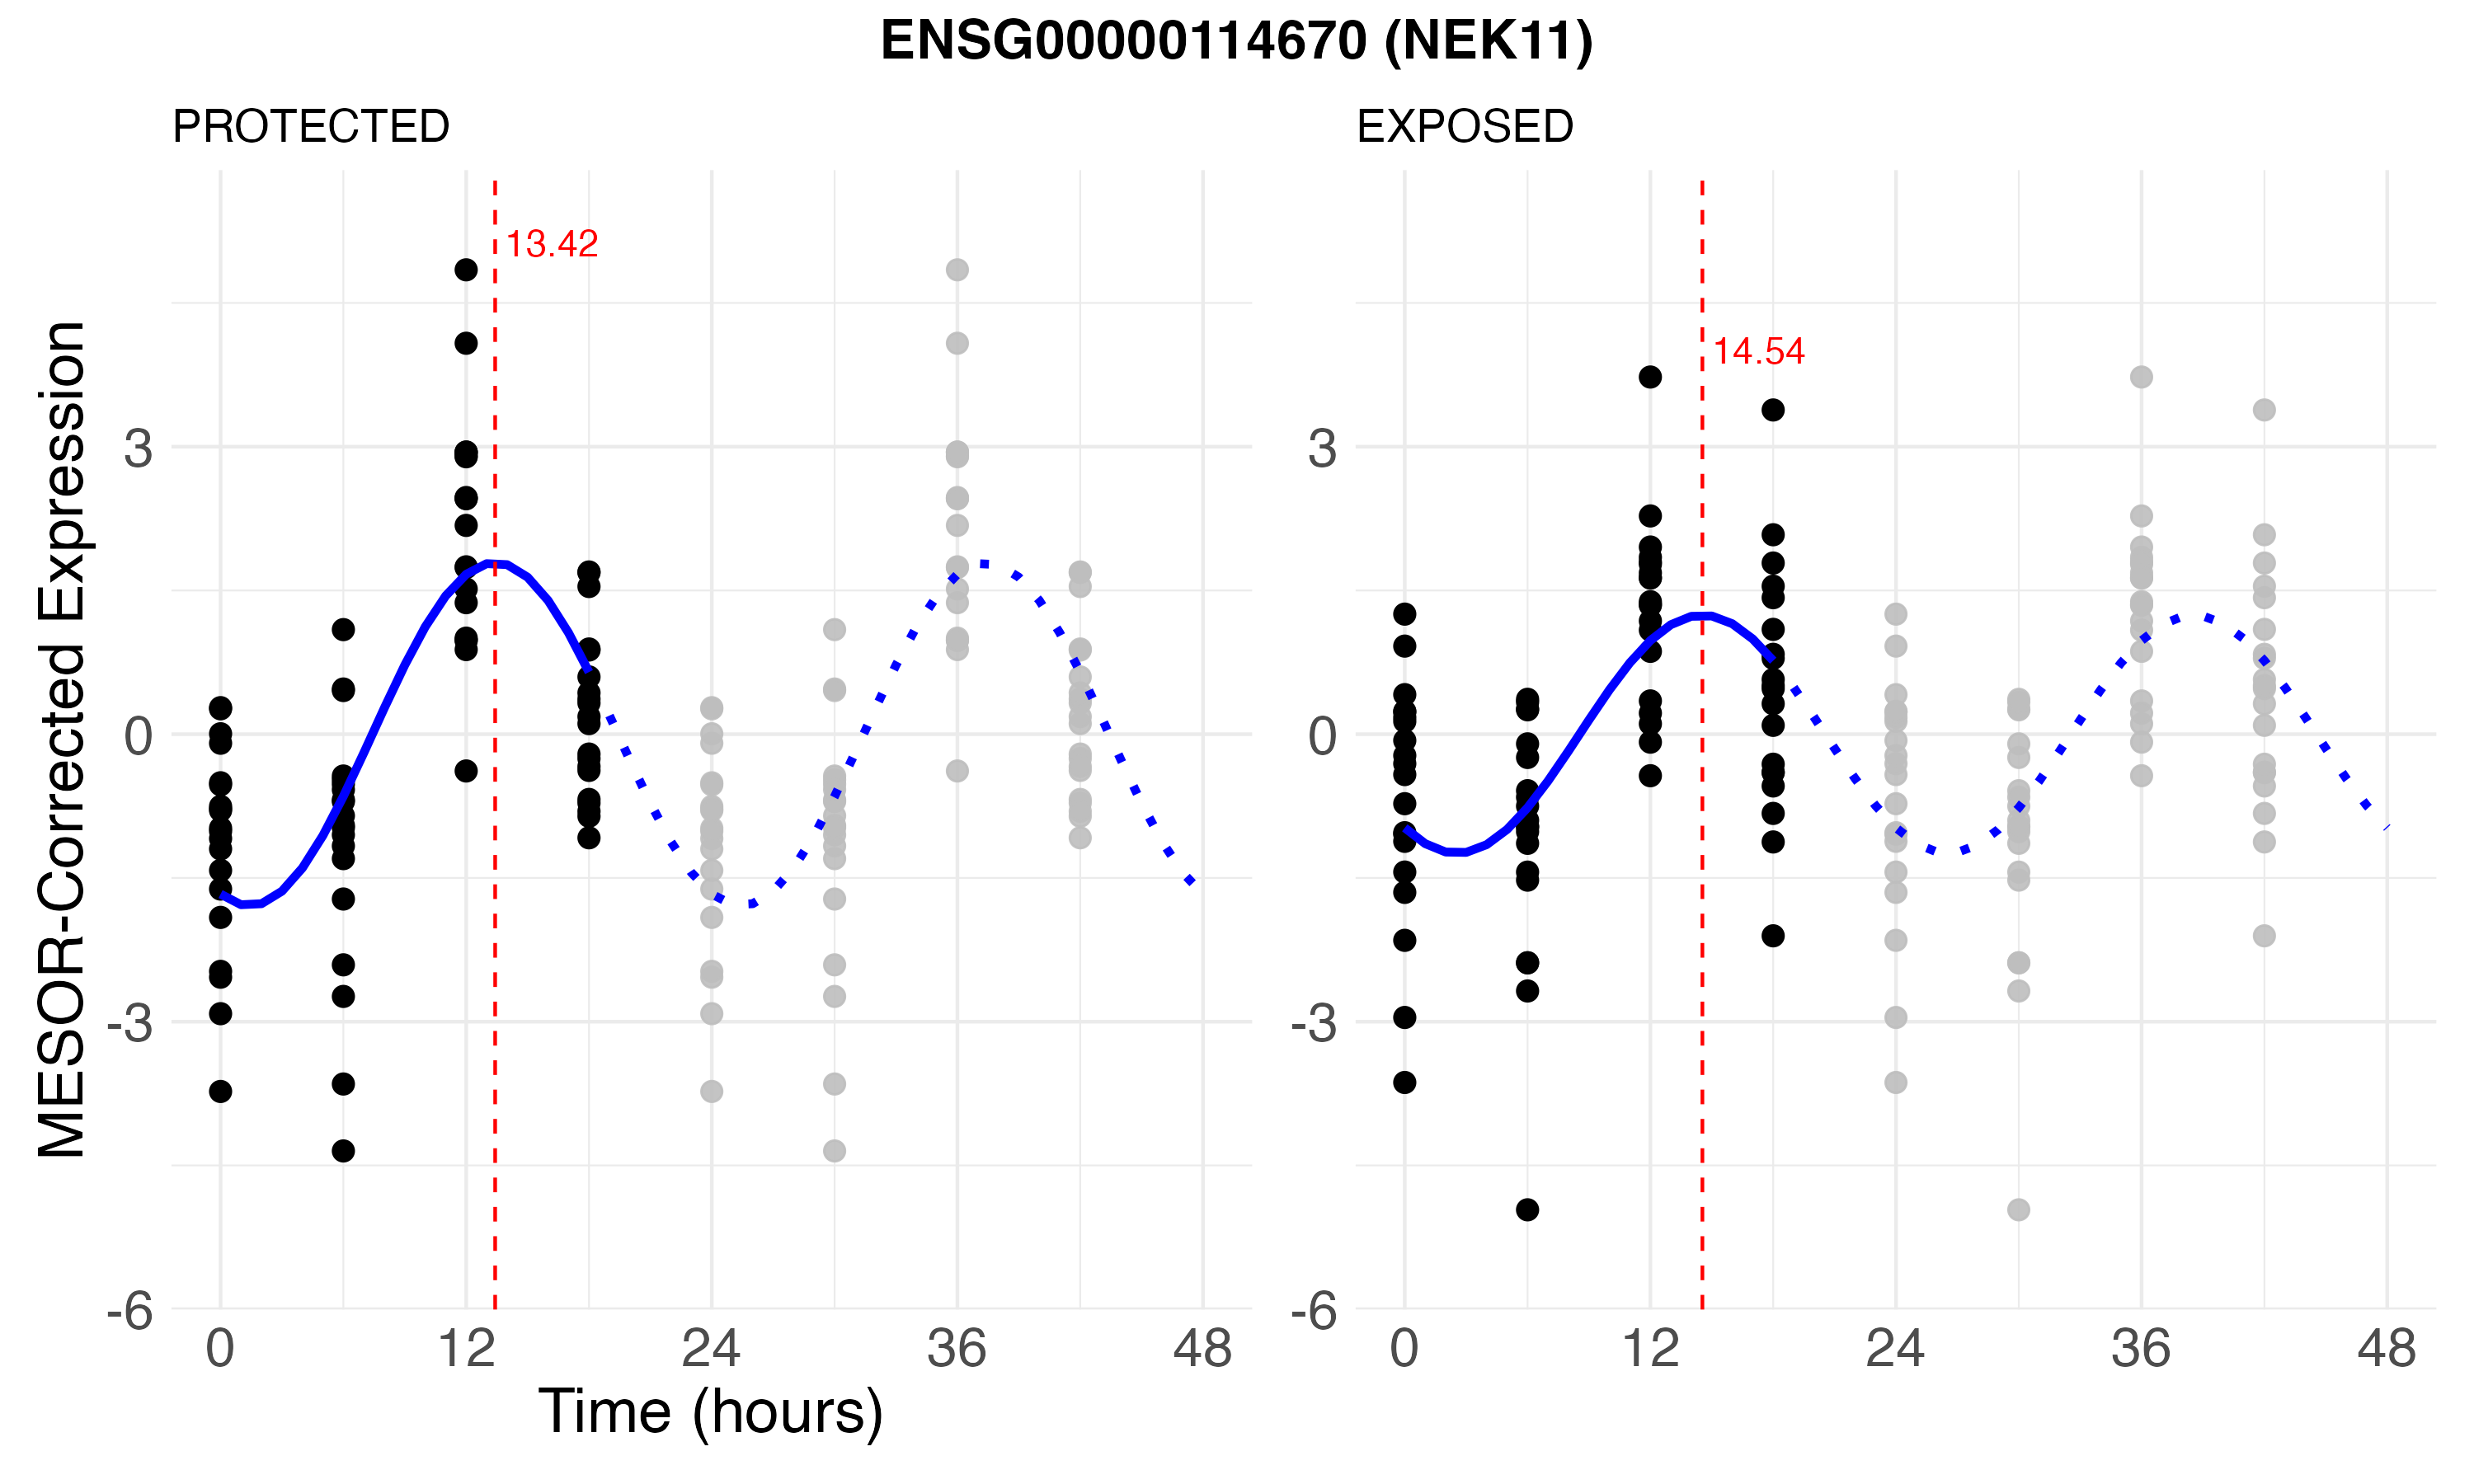 ENSG00000114670 (NEK11)
PROTECTED
EXPOSED
MESOR-Corrected Expression
13.42
14.54
3
0
-3
-6
3
0
-3
-6
0 12 24 36 48
0 12 24 36 48
Time (hours)